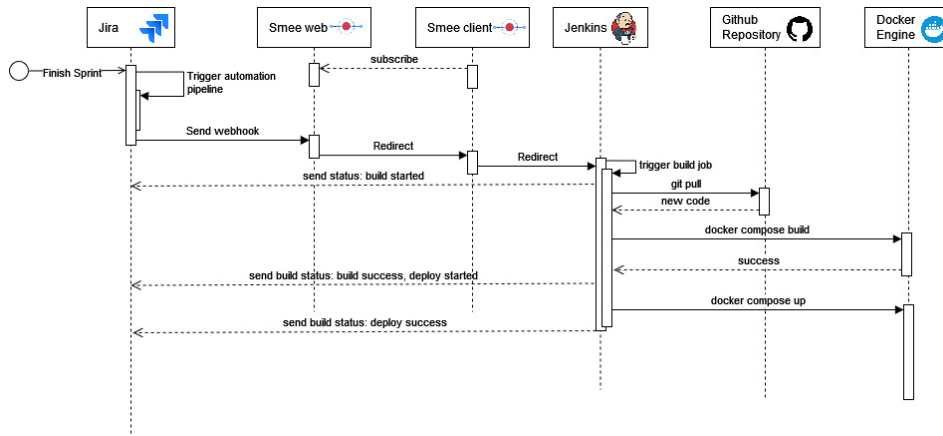 Jira
Smee web
Smee client
Jenkins
Github
Repository
Docker
Engine
Finish Sprint
Trigger automation
pipeline
subscribe
Send webhook
Redirect
Redirect
trigger build job
send status: build started
git pull
new code
docker compose build
success
send build status: build success, deploy started
docker compose up
send build status: deploy success